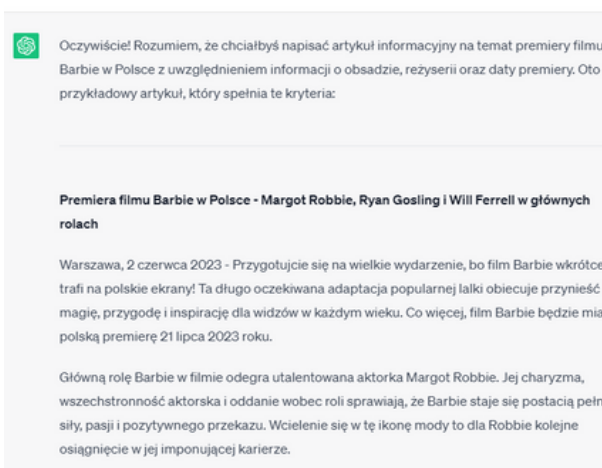 Oczywiście! Rozumiem, że chciałbyś napisać artykuł informacyjny na temat premiery filmu
Barbie w Polsce z uwzględnieniem informacji o obsadzie, reżyserii oraz daty premiery. Oto
przykładowy artykuł, który spełnia te kryteria:
Premiera filmu Barbie w Polsce - Margot Robbie, Ryan Gosling i Will Ferrell w głównych
rolach
Warszawa, 2 czerwca 2023 - Przygotujcie się na wielkie wydarzenie, bo film Barbie wkrótce
trafi na polskie ekrany! Ta długo oczekiwana adaptacja popularnej lalki obiecuje przynieść
magię, przygodę i inspirację dla widzów w każdym wieku. Co więcej, film Barbie będzie mia
polską premierę 21 lipca 2023 roku.
Główną rolę Barbie w filmie odegra utalentowana aktorka Margot Robbie. Jej charyzma,
wszechstronność aktorska i oddanie wobec roli sprawiają, że Barbie staje się postacią pełn
siły, pasji i pozytywnego przekazu. Wcielenie się w tę ikonę mody to dla Robbie kolejne
osiągnięcie w jej imponującej karierze.